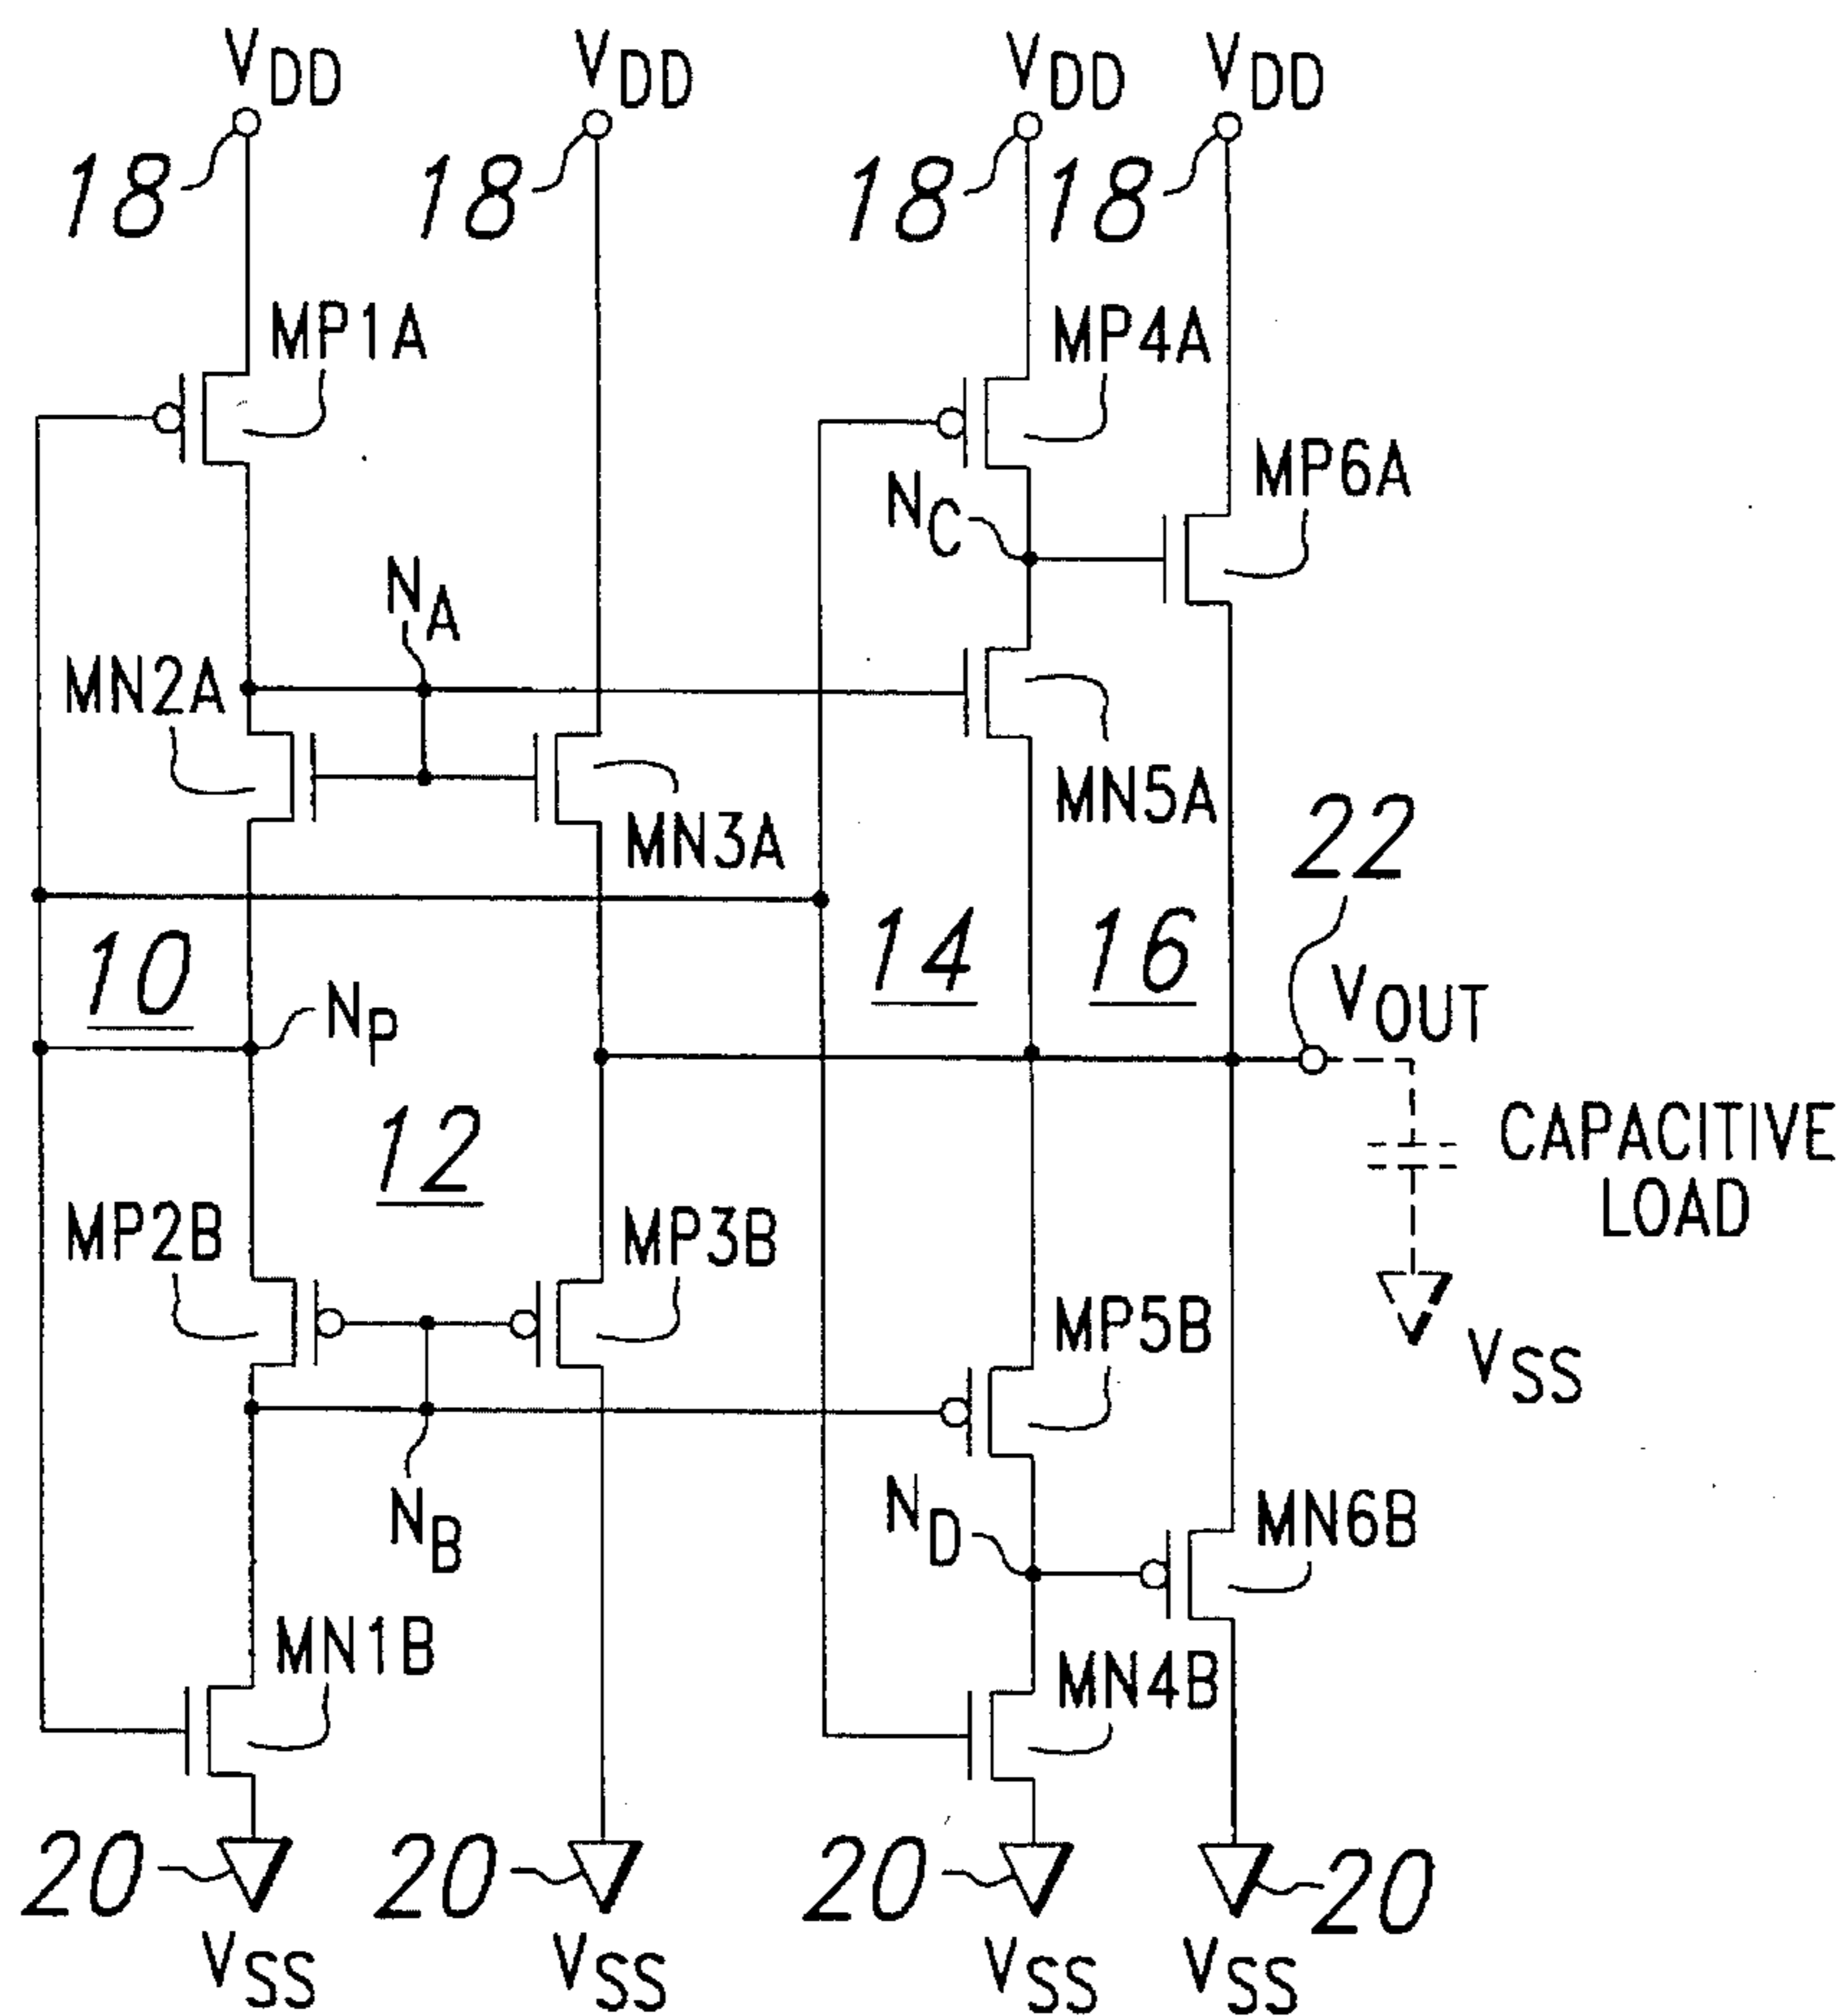 VDD VDD VDD VDD
18 18 18 18
MP1A MP4A
MP6A
NC
NA
MN2A
MN3A MN5A
22
10 14 16
NP VOUT
12 CAPACITIVE
LOAD
MP2B MP3B
MP5B
VSS
NB ND MN6B
MN1B MN4B
20 20 20 20
VSS VSS VSS VSS